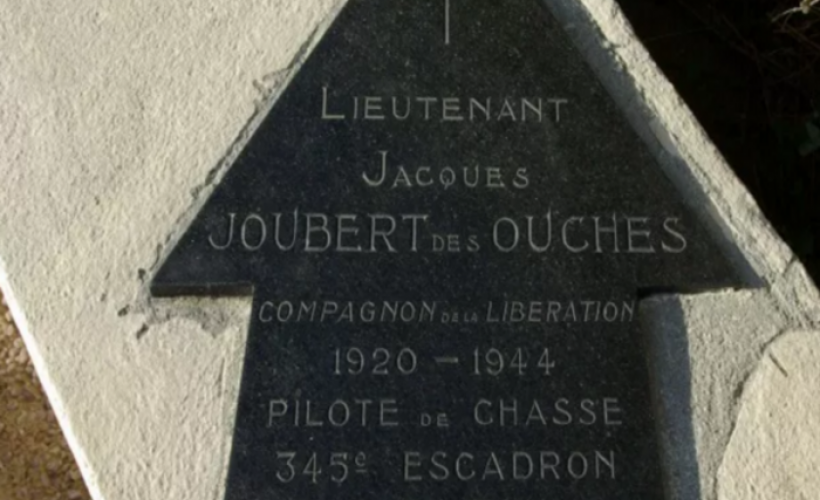 LIEUTENANT
JACQUES
JOUBERT DES OUCHES
COMPAGNON DE LA LIBERATION
1920 - 1944
PILOTE DE CHASSE
345e ESCADRON